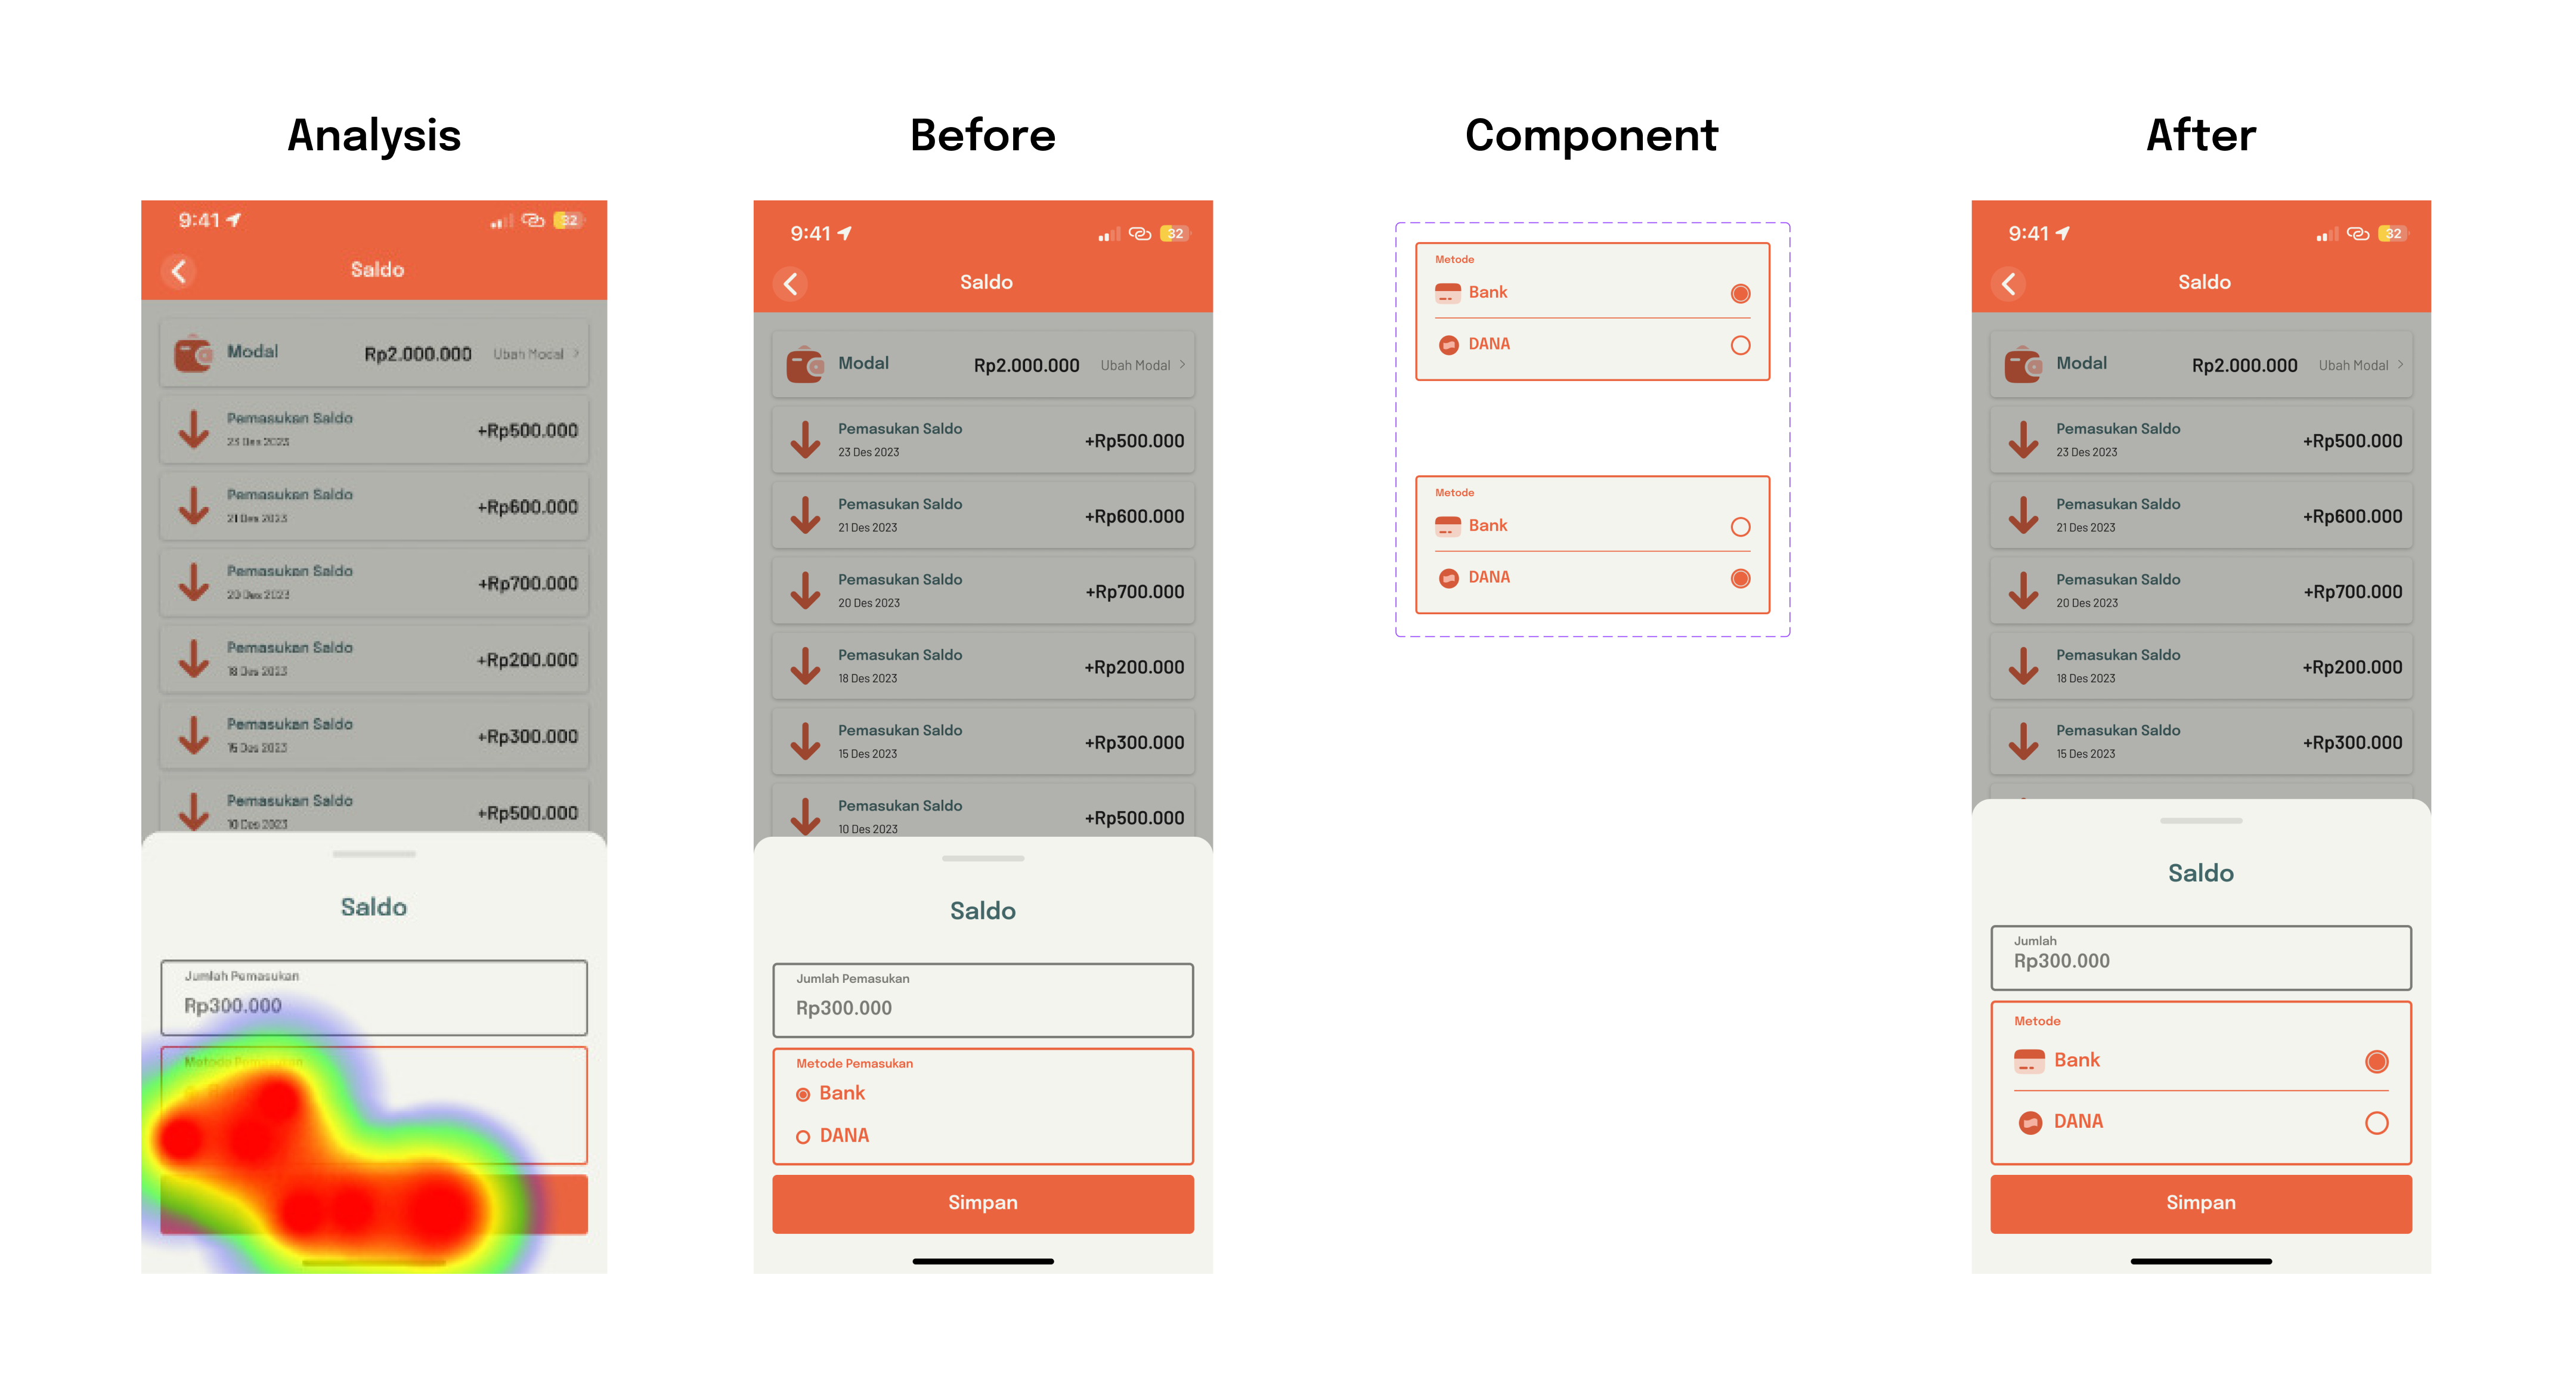 Analysis
9:41
32
Saldo
Modal
Rp2.000.000
Ubah Modal
Pemasukan Saldo
+Rp500.000
23 Des 2023
Pemasukan Saldo
+Rp600.000
21 Des 2023
Pemasukan Saldo
+Rp700.000
20 Des 2023
Pemasukan Saldo
+Rp200.000
18 Des 2023
Pemasukan Saldo
+Rp300.000
15 Des 2023
Pemasukan Saldo
+Rp500.000
10 Des 2023
Saldo
Jumlah Pemasukan
Rp300.000
Metode Pemasukan
Before
9:41
32
Saldo
Modal
Rp2.000.000
Ubah Modal
Pemasukan Saldo
+Rp500.000
23 Des 2023
Pemasukan Saldo
+Rp600.000
21 Des 2023
Pemasukan Saldo
+Rp700.000
20 Des 2023
Pemasukan Saldo
+Rp200.000
18 Des 2023
Pemasukan Saldo
+Rp300.000
15 Des 2023
Pemasukan Saldo
+Rp500.000
10 Des 2023
Saldo
Jumlah Pemasukan
Rp300.000
Metode Pemasukan
Bank
DANA
Simpan
Component
Metode
Bank
DANA
Metode
Bank
DANA
After
9:41
32
Saldo
Modal
Rp2.000.000
Ubah Modal
Pemasukan Saldo
+Rp500.000
23 Des 2023
Pemasukan Saldo
+Rp600.000
21 Des 2023
Pemasukan Saldo
+Rp700.000
20 Des 2023
Pemasukan Saldo
+Rp200.000
18 Des 2023
Pemasukan Saldo
+Rp300.000
15 Des 2023
Saldo
Jumlah
Rp300.000
Metode
Bank
DANA
Simpan